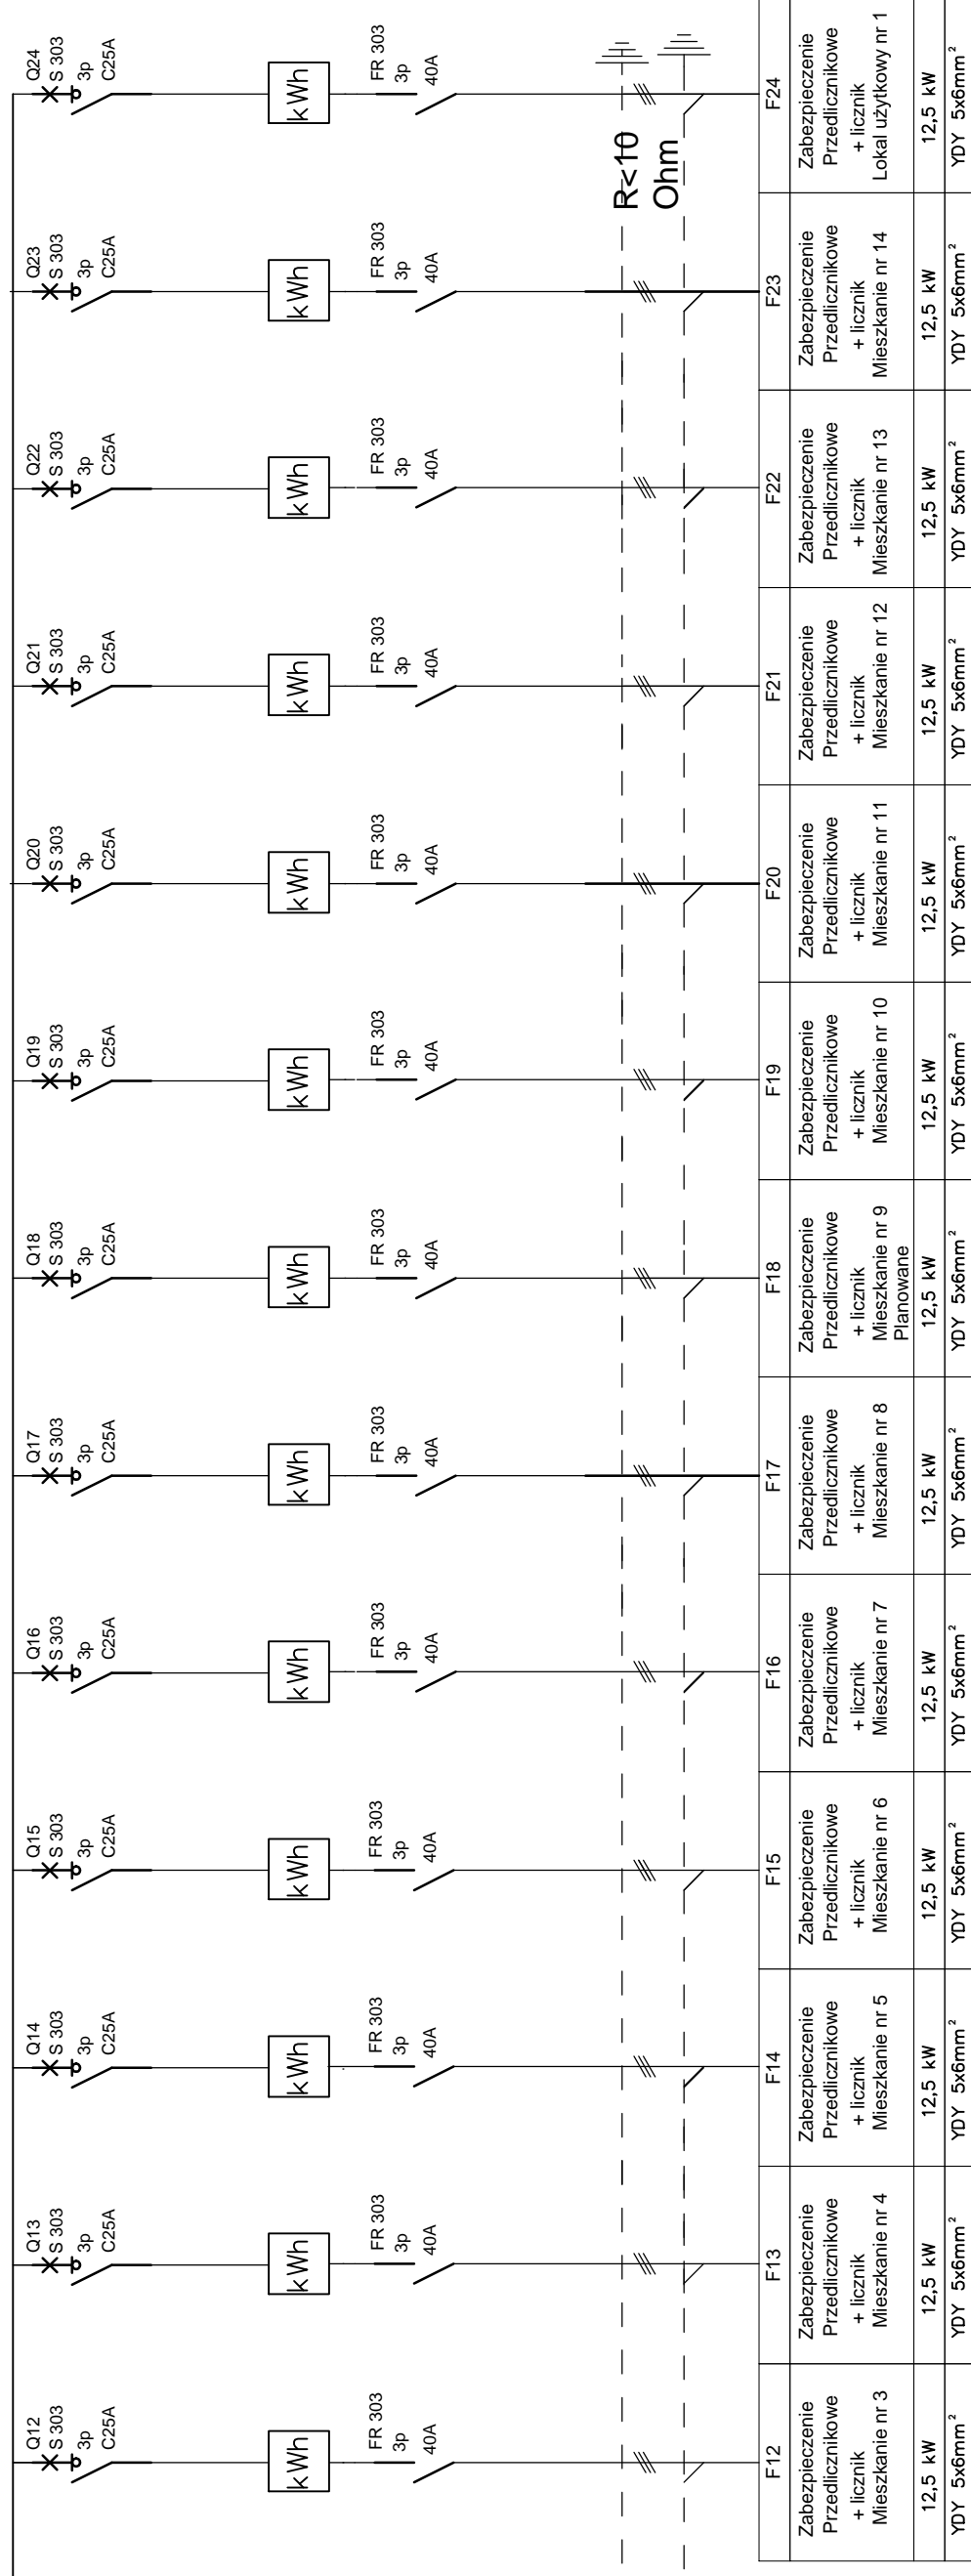 Q12
S 303
3p
C25A
kWh
FR 303
3p
40A
F12
Zabezpieczenie
Przedlicznikowe
+ licznik
Mieszkanie nr 3
12,5 kW
YDY 5x6mm²
Q13
S 303
3p
C25A
kWh
FR 303
3p
40A
F13
Zabezpieczenie
Przedlicznikowe
+ licznik
Mieszkanie nr 4
12,5 kW
YDY 5x6mm²
Q14
S 303
3p
C25A
kWh
FR 303
3p
40A
F14
Zabezpieczenie
Przedlicznikowe
+ licznik
Mieszkanie nr 5
12,5 kW
YDY 5x6mm²
Q15
S 303
3p
C25A
kWh
FR 303
3p
40A
F15
Zabezpieczenie
Przedlicznikowe
+ licznik
Mieszkanie nr 6
12,5 kW
YDY 5x6mm²
Q16
S 303
3p
C25A
kWh
FR 303
3p
40A
F16
Zabezpieczenie
Przedlicznikowe
+ licznik
Mieszkanie nr 7
12,5 kW
YDY 5x6mm²
Q17
S 303
3p
C25A
kWh
FR 303
3p
40A
F17
Zabezpieczenie
Przedlicznikowe
+ licznik
Mieszkanie nr 8
12,5 kW
YDY 5x6mm²
Q18
S 303
3p
C25A
kWh
FR 303
3p
40A
F18
Zabezpieczenie
Przedlicznikowe
+ licznik
Mieszkanie nr 9
Planowane
12,5 kW
YDY 5x6mm²
Q19
S 303
3p
C25A
kWh
FR 303
3p
40A
F19
Zabezpieczenie
Przedlicznikowe
+ licznik
Mieszkanie nr 10
12,5 kW
YDY 5x6mm²
Q20
S 303
3p
C25A
kWh
FR 303
3p
40A
F20
Zabezpieczenie
Przedlicznikowe
+ licznik
Mieszkanie nr 11
12,5 kW
YDY 5x6mm²
Q21
S 303
3p
C25A
kWh
FR 303
3p
40A
F21
Zabezpieczenie
Przedlicznikowe
+ licznik
Mieszkanie nr 12
12,5 kW
YDY 5x6mm²
Q22
S 303
3p
C25A
kWh
FR 303
3p
40A
F22
Zabezpieczenie
Przedlicznikowe
+ licznik
Mieszkanie nr 13
12,5 kW
YDY 5x6mm²
Q23
S 303
3p
C25A
kWh
FR 303
3p
40A
F23
Zabezpieczenie
Przedlicznikowe
+ licznik
Mieszkanie nr 14
12,5 kW
YDY 5x6mm²
Q24
S 303
3p
C25A
kWh
FR 303
3p
40A
R<10
Ohm
F24
Zabezpieczenie
Przedlicznikowe
+ licznik
Lokal użytkowy nr 1
12,5 kW
YDY 5x6mm²